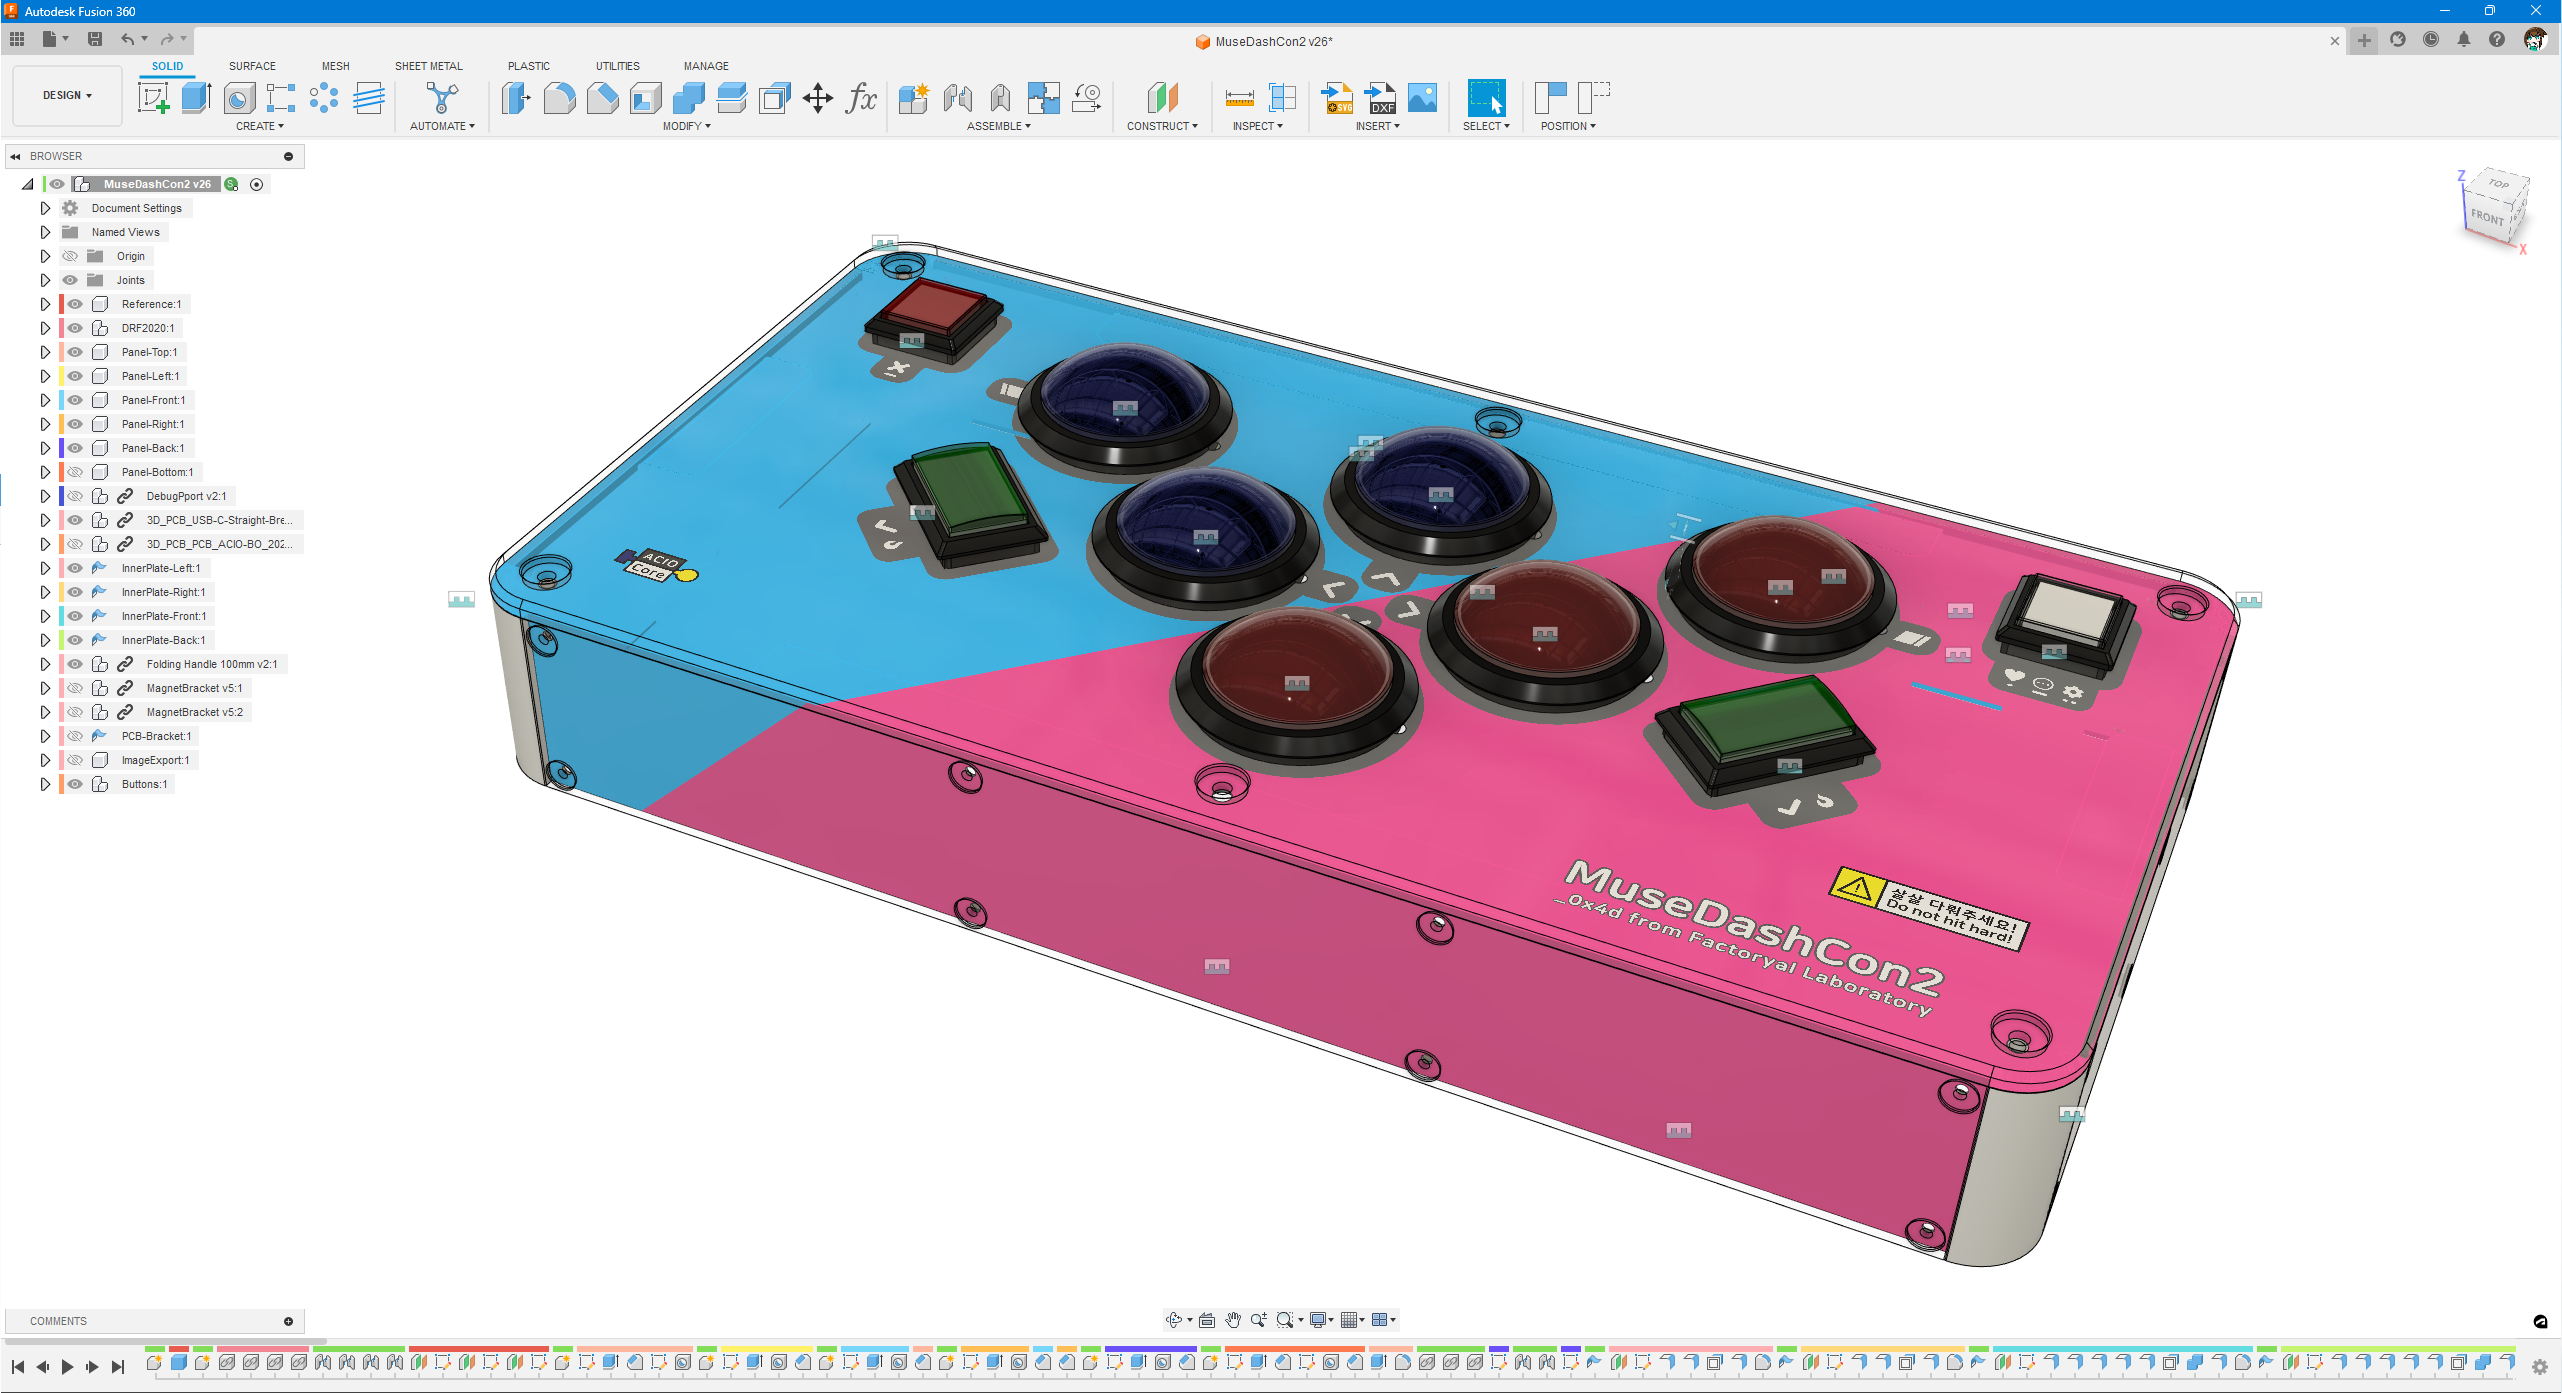 Autodesk Fusion 360
MuseDashCon2 v26*
DESIGN
SOLID
SURFACE
MESH
SHEET METAL
PLASTIC
UTILITIES
MANAGE
CREATE
AUTOMATE
MODIFY
ASSEMBLE
CONSTRUCT
INSPECT
INSERT
SELECT
POSITION
fx
SVG
DXF
BROWSER
MuseDashCon2 v26
Document Settings
Named Views
Origin
Joints
Reference:1
DRF2020:1
Panel-Top:1
Panel-Left:1
Panel-Front:1
Panel-Right:1
Panel-Back:1
Panel-Bottom:1
DebugPport v2:1
3D_PCB_USB-C-Straight-Bre...
3D_PCB_PCB_ACIO-BO_202...
InnerPlate-Left:1
InnerPlate-Right:1
InnerPlate-Front:1
InnerPlate-Back:1
Folding Handle 100mm v2:1
MagnetBracket v5:1
MagnetBracket v5:2
PCB-Bracket:1
ImageExport:1
Buttons:1
TOP
FRONT
Z
X
ACIO
Core
살살 다뤄주세요!
Do not hit hard!
MuseDashCon2
_0x4d from Factoryal Laboratory
COMMENTS